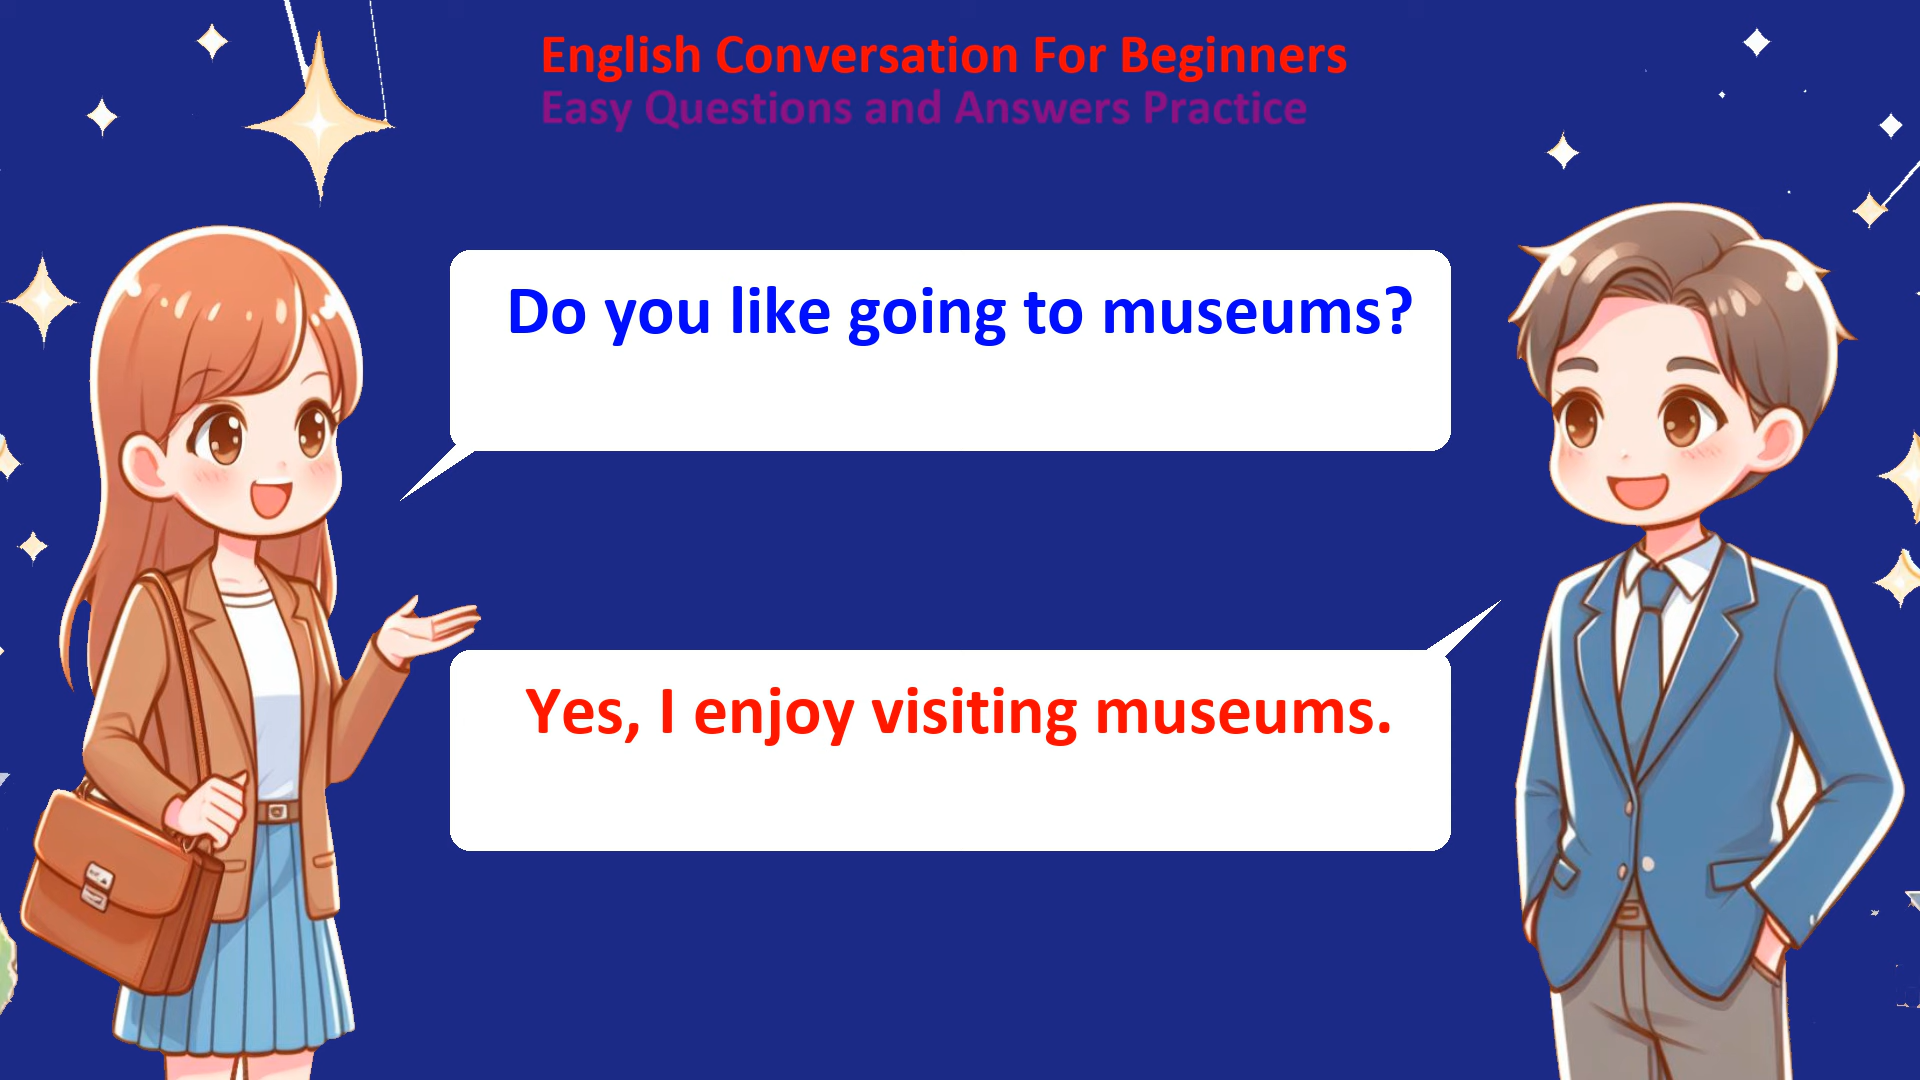 English Conversation For Beginners
Easy Questions and Answers Practice
Do you like going to museums?
Yes, I enjoy visiting museums.